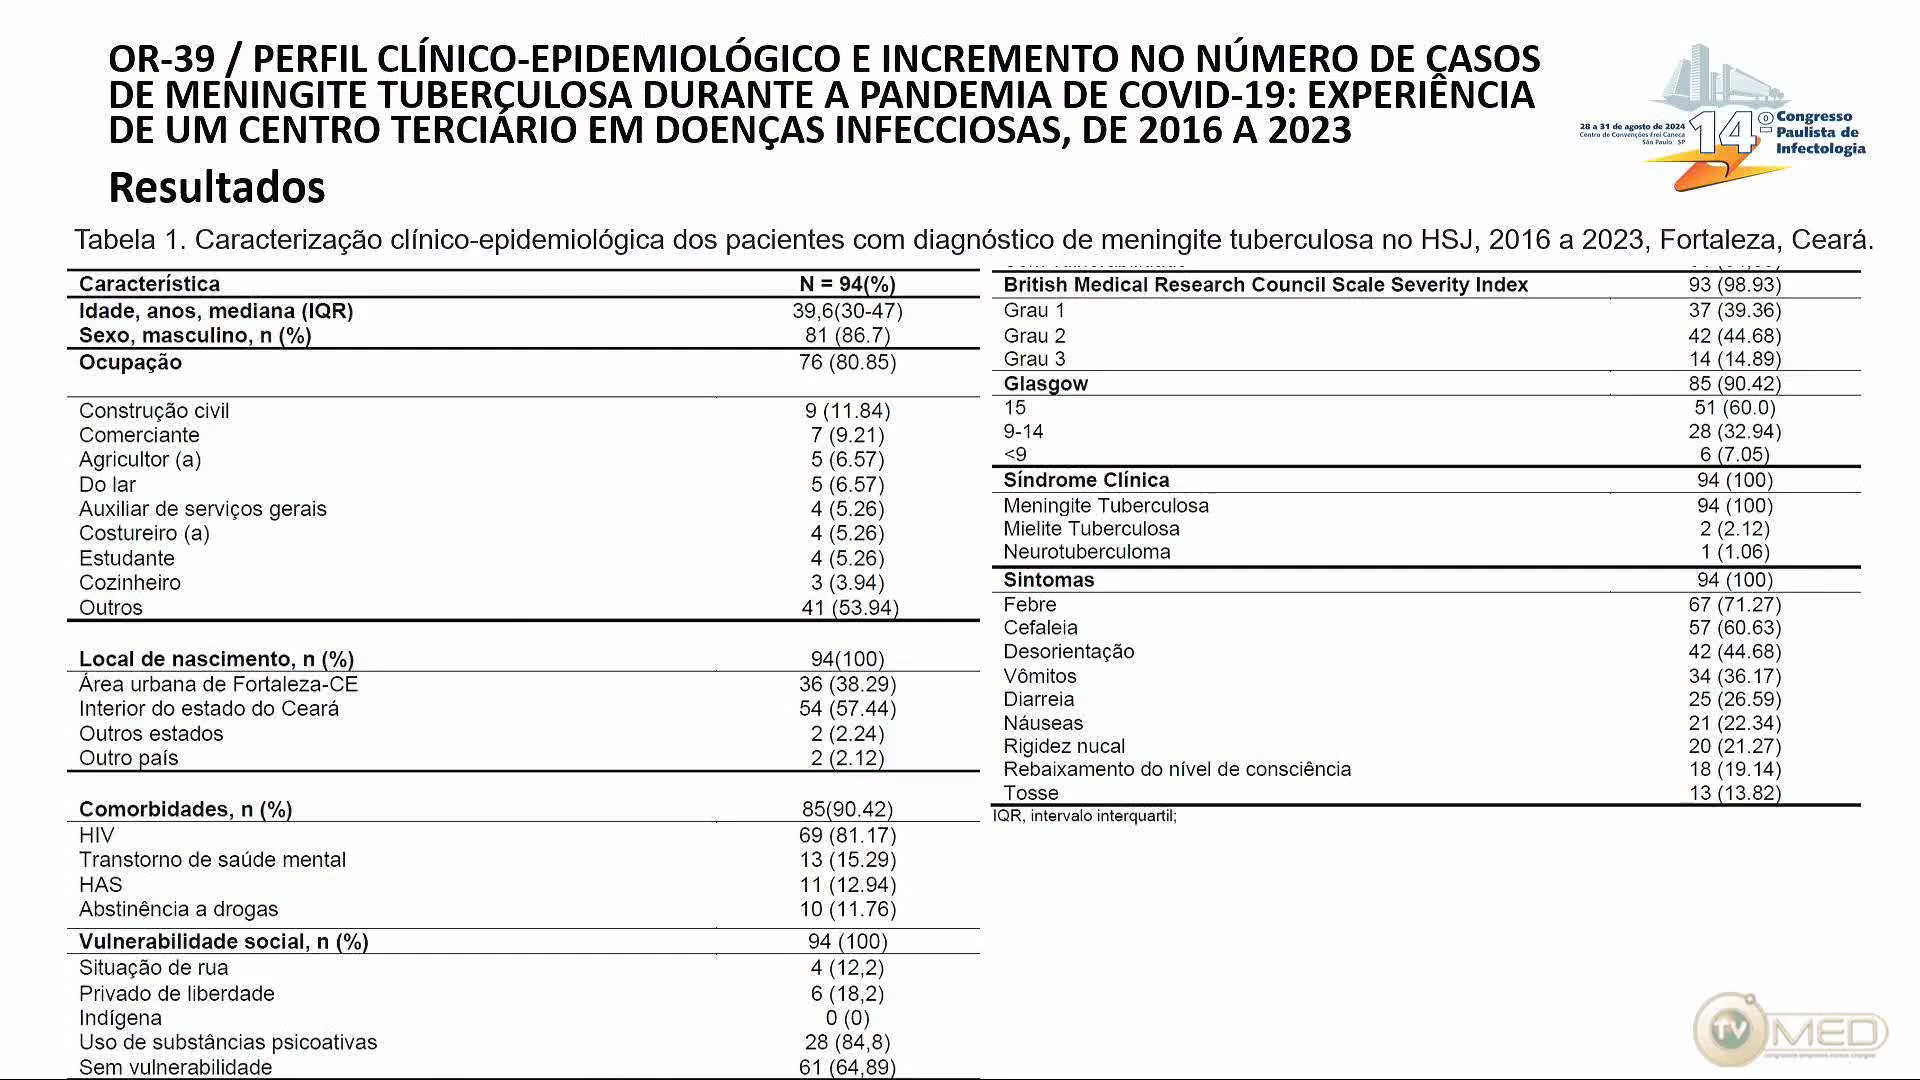 OR-39 / PERFIL CLÍNICO-EPIDEMIOLÓGICO E INCREMENTO NO NÚMERO DE CASOS
DE MENINGITE TUBERCULOSA DURANTE A PANDEMIA DE COVID-19: EXPERIÊNCIA
DE UM CENTRO TERCIÁRIO EM DOENÇAS INFECCIOSAS, DE 2016 A 2023
28 a 31 de agosto de 2024
Centro de Convenções Frei Caneca
São Paulo SP
14º Congresso
Paulista de
Infectologia
Resultados
Tabela 1. Caracterização clínico-epidemiológica dos pacientes com diagnóstico de meningite tuberculosa no HSJ, 2016 a 2023, Fortaleza, Ceará.
Característica N = 94(%)
Idade, anos, mediana (IQR) 39,6(30-47)
Sexo, masculino, n (%) 81 (86.7)
Ocupação 76 (80.85)
Construção civil 9 (11.84)
Comerciante 7 (9.21)
Agricultor (a) 5 (6.57)
Do lar 5 (6.57)
Auxiliar de serviços gerais 4 (5.26)
Costureiro (a) 4 (5.26)
Estudante 4 (5.26)
Cozinheiro 3 (3.94)
Outros 41 (53.94)
Local de nascimento, n (%) 94(100)
Área urbana de Fortaleza-CE 36 (38.29)
Interior do estado do Ceará 54 (57.44)
Outros estados 2 (2.24)
Outro país 2 (2.12)
Comorbidades, n (%) 85(90.42)
HIV 69 (81.17)
Transtorno de saúde mental 13 (15.29)
HAS 11 (12.94)
Abstinência a drogas 10 (11.76)
Vulnerabilidade social, n (%) 94 (100)
Situação de rua 4 (12,2)
Privado de liberdade 6 (18,2)
Indígena 0 (0)
Uso de substâncias psicoativas 28 (84,8)
Sem vulnerabilidade 61 (64,89)
British Medical Research Council Scale Severity Index 93 (98.93)
Grau 1 37 (39.36)
Grau 2 42 (44.68)
Grau 3 14 (14.89)
Glasgow 85 (90.42)
15 51 (60.0)
9-14 28 (32.94)
<9 6 (7.05)
Síndrome Clínica 94 (100)
Meningite Tuberculosa 94 (100)
Mielite Tuberculosa 2 (2.12)
Neurotuberculoma 1 (1.06)
Sintomas 94 (100)
Febre 67 (71.27)
Cefaleia 57 (60.63)
Desorientação 42 (44.68)
Vômitos 34 (36.17)
Diarreia 25 (26.59)
Náuseas 21 (22.34)
Rigidez nucal 20 (21.27)
Rebaixamento do nível de consciência 18 (19.14)
Tosse 13 (13.82)
IQR, intervalo interquartil;
TV MED